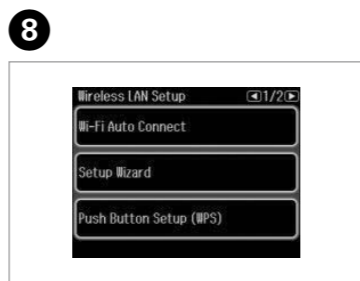 8
Wireless LAN Setup ◀1/2▶
Wi-Fi Auto Connect
Setup Wizard
Push Button Setup (WPS)